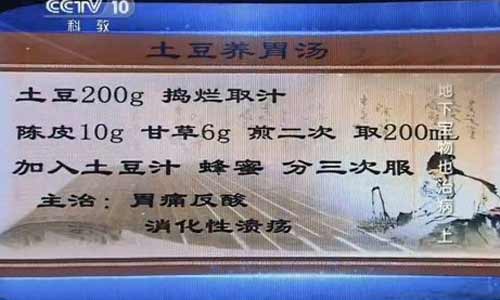 CCTV 10
科教
土豆养胃汤
土豆200g 捣烂取汁
陈皮10g 甘草6g 煎二次 取200mL
加入土豆汁 蜂蜜 分三次服
主治：胃痛反酸
消化性溃疡
地下宝物也治病 上